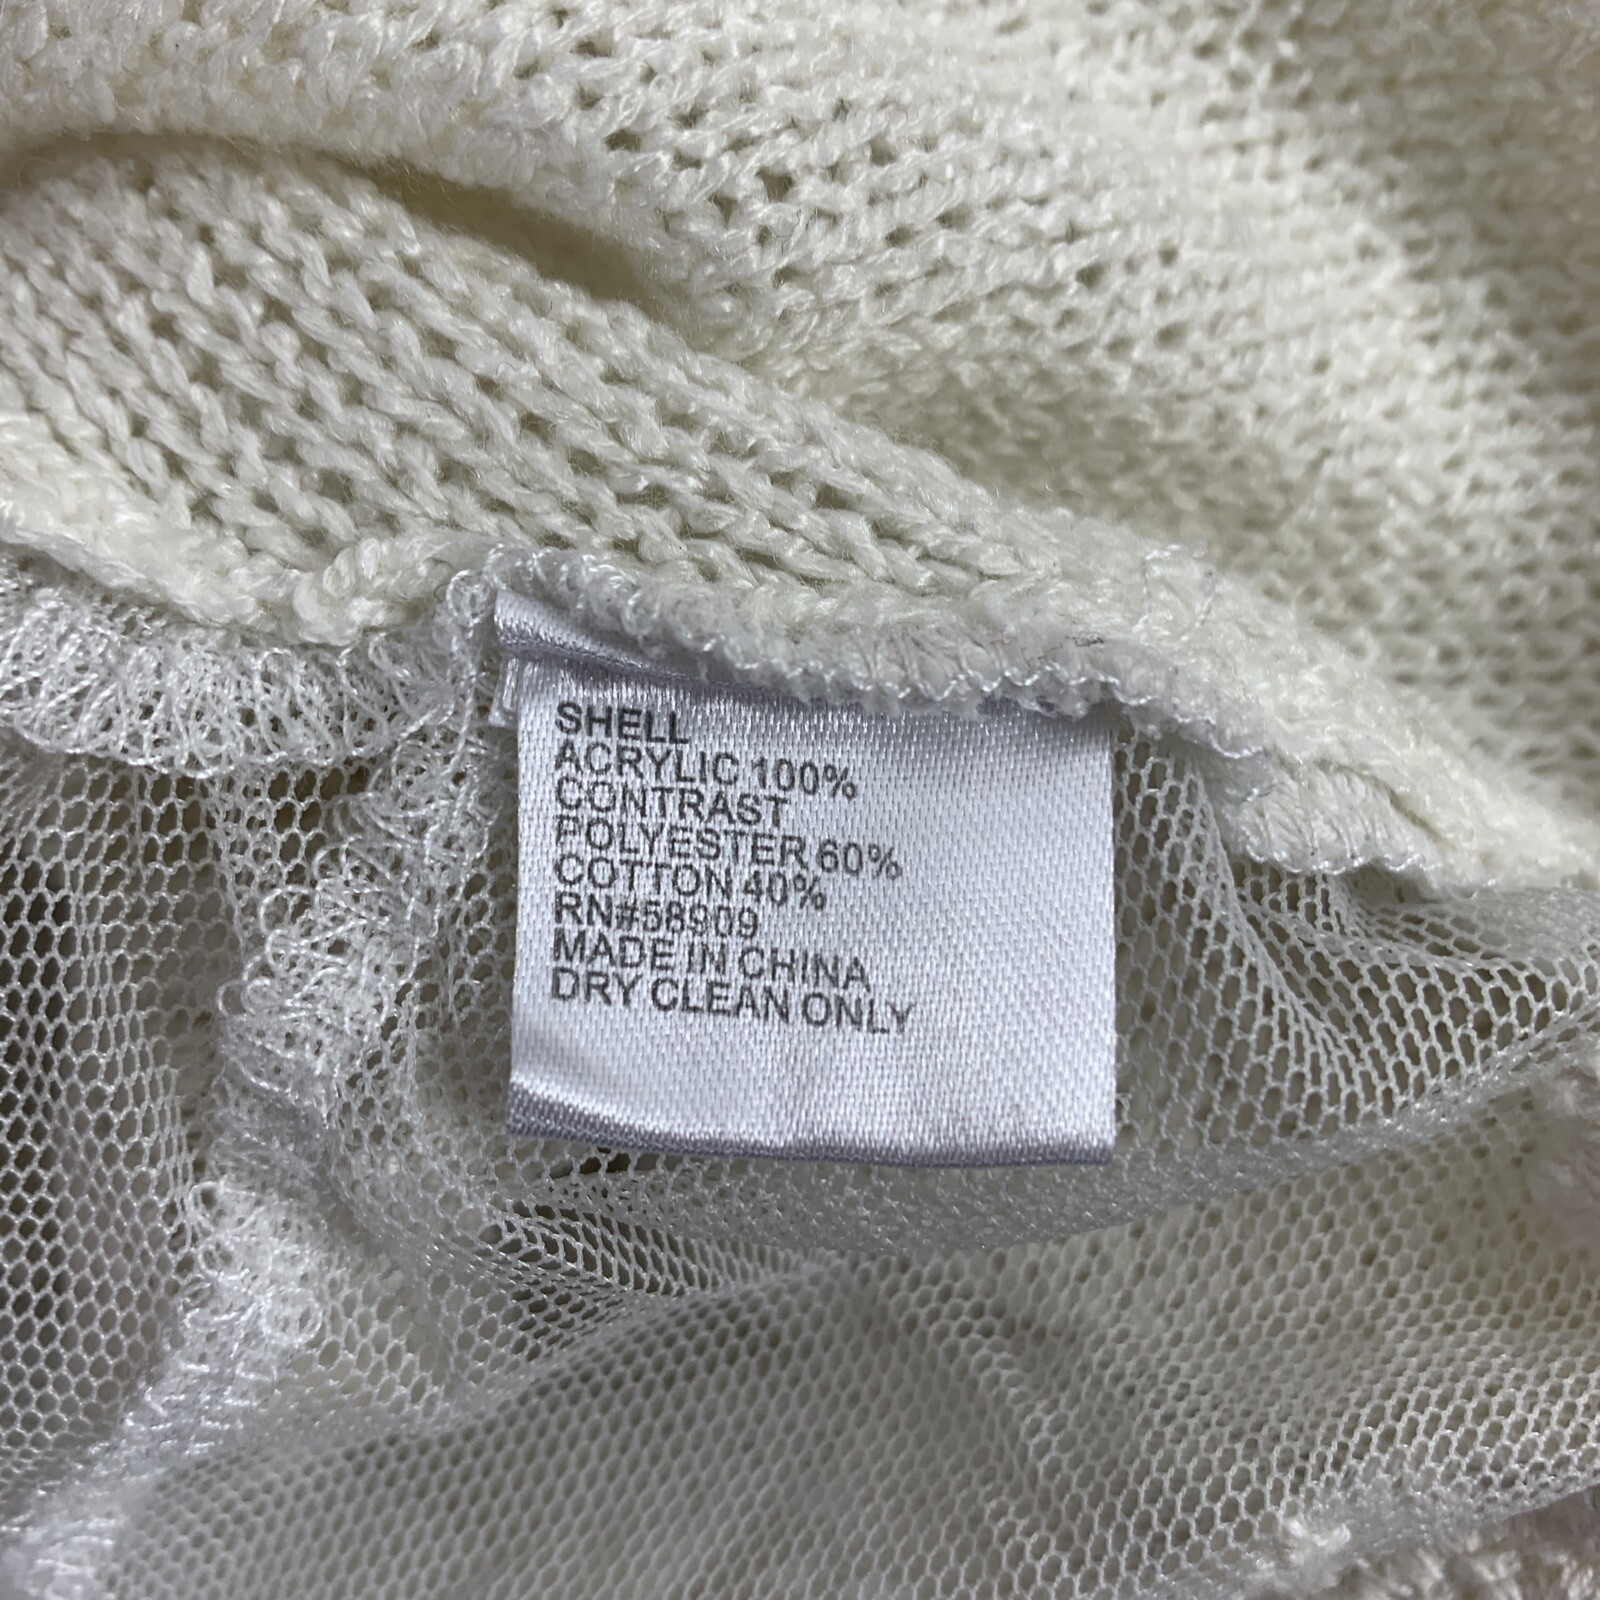 SHELL
ACRYLIC 100%
CONTRAST
POLYESTER 60%
COTTON 40%
RN#58909
MADE IN CHINA
DRY CLEAN ONLY